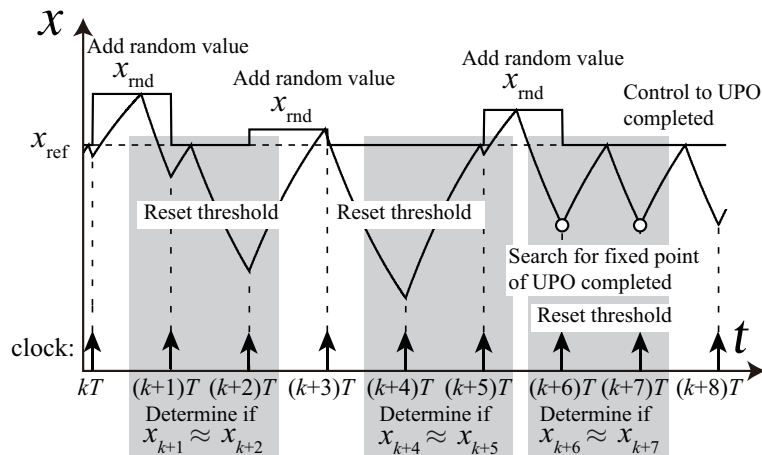 x
Add random value
x_rnd
Add random value
x_rnd
Add random value
x_rnd
Control to UPO
completed
x_ref
Reset threshold
Reset threshold
Search for fixed point
of UPO completed
Reset threshold
clock:
t
kT
(k+1)T
(k+2)T
(k+3)T
(k+4)T
(k+5)T
(k+6)T
(k+7)T
(k+8)T
Determine if
x_{k+1} ≈ x_{k+2}
Determine if
x_{k+4} ≈ x_{k+5}
Determine if
x_{k+6} ≈ x_{k+7}